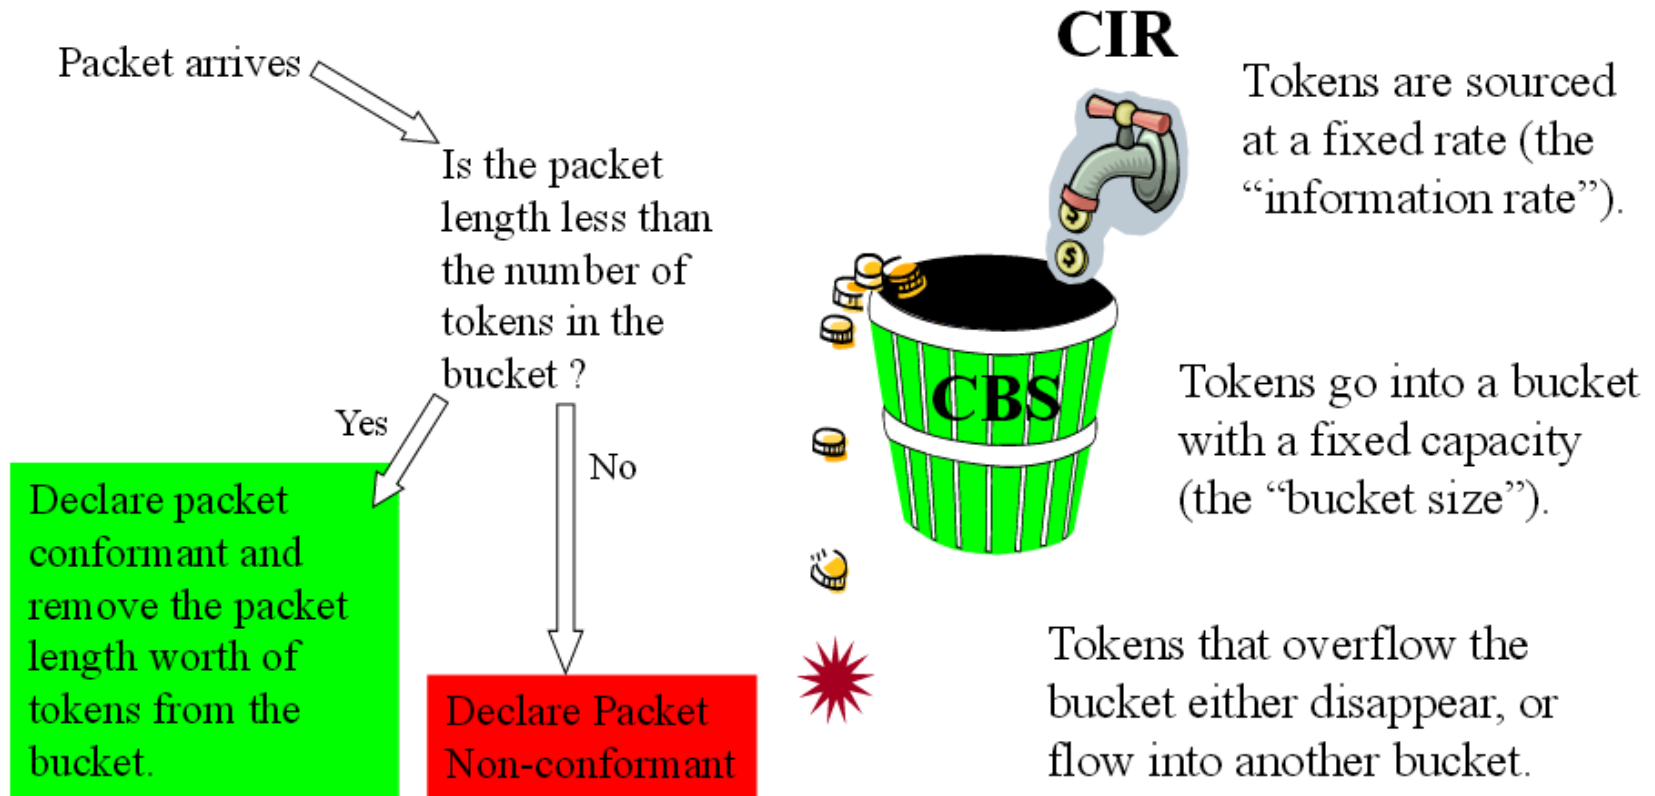 Packet arrives
Is the packet
length less than
the number of
tokens in the
bucket ?
Yes
No
Declare packet
conformant and
remove the packet
length worth of
tokens from the
bucket.
Declare Packet
Non-conformant
CIR
Tokens are sourced
at a fixed rate (the
“information rate”).
$
$
CBS
Tokens go into a bucket
with a fixed capacity
(the “bucket size”).
Tokens that overflow the
bucket either disappear, or
flow into another bucket.